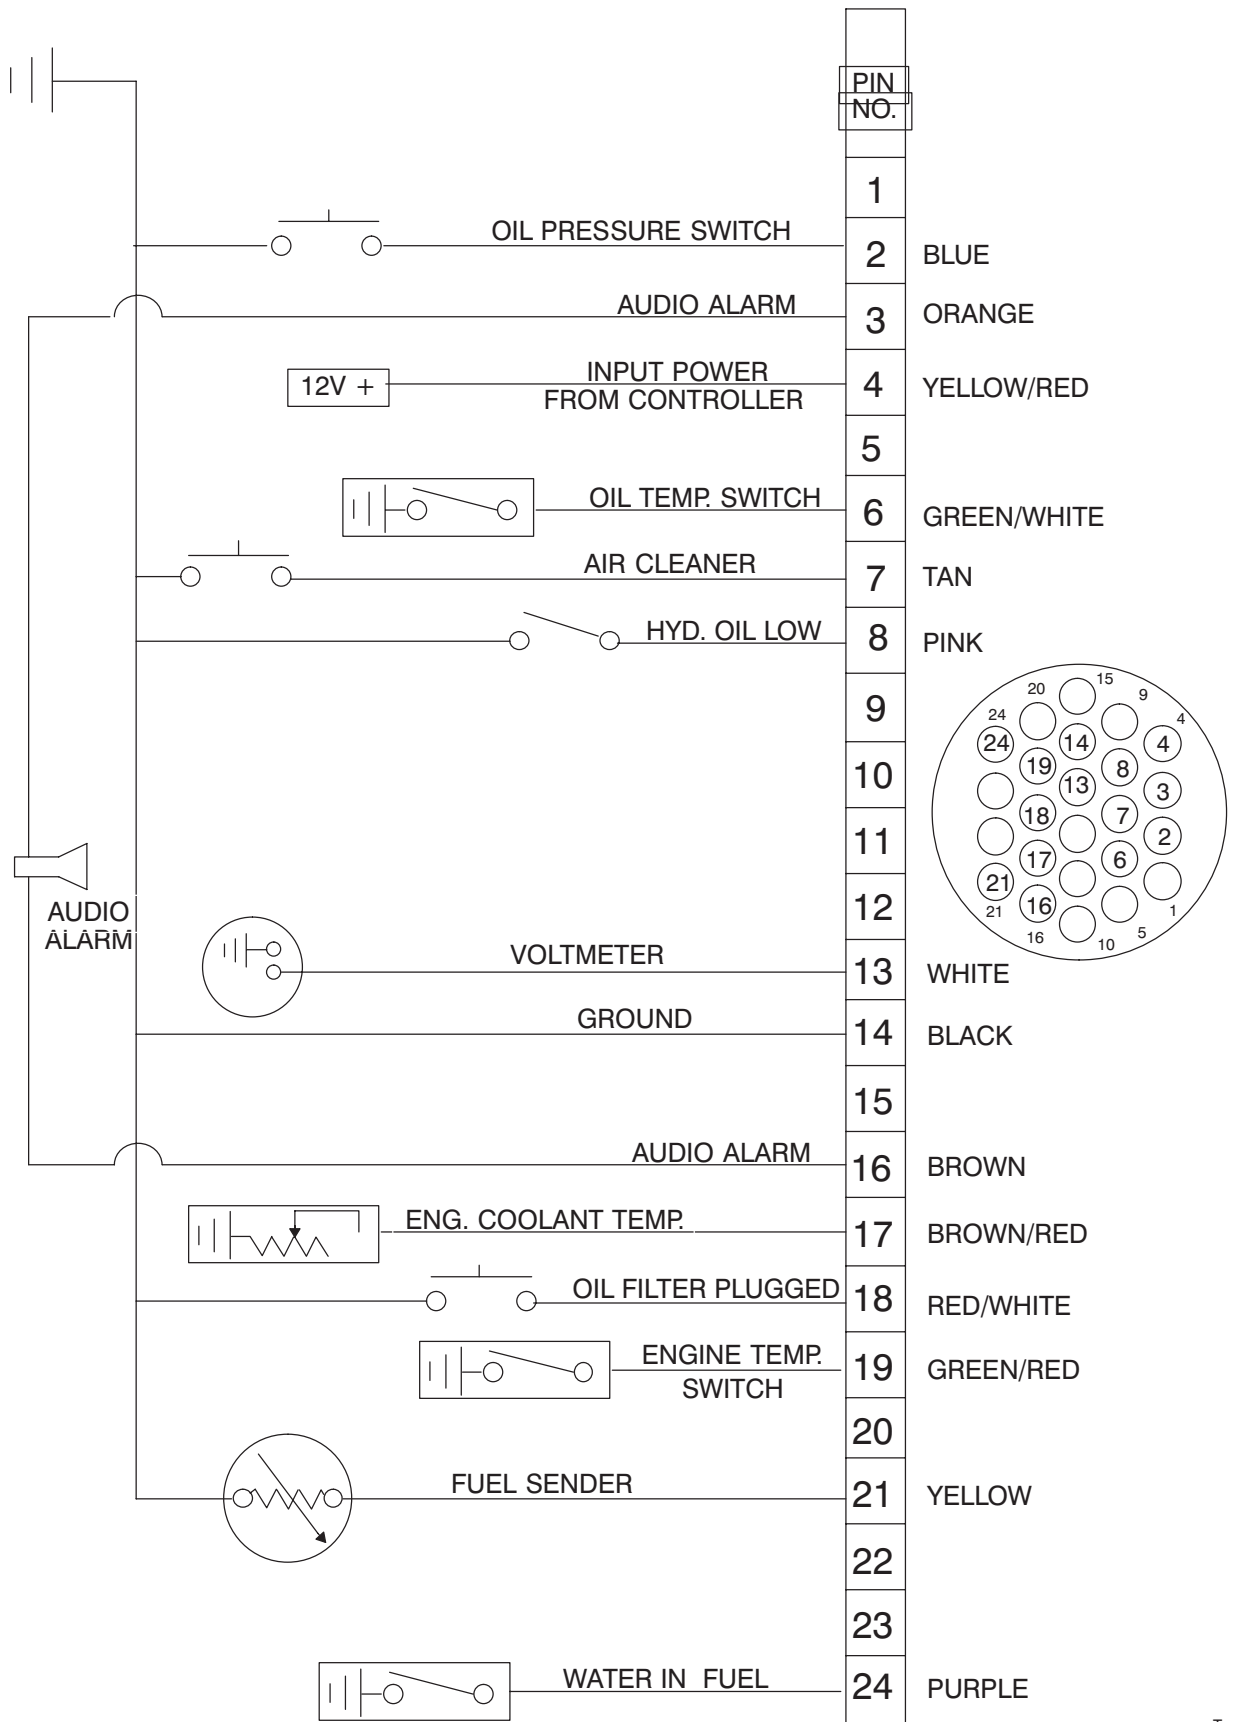 PIN
NO.
1
OIL PRESSURE SWITCH 2 BLUE
AUDIO ALARM 3 ORANGE
12V + INPUT POWER 4 YELLOW/RED
FROM CONTROLLER
5
OIL TEMP. SWITCH 6 GREEN/WHITE
AIR CLEANER 7 TAN
HYD. OIL LOW 8 PINK
9
10
11
12
AUDIO
ALARM
VOLTMETER 13 WHITE
GROUND 14 BLACK
15
AUDIO ALARM 16 BROWN
ENG. COOLANT TEMP. 17 BROWN/RED
OIL FILTER PLUGGED 18 RED/WHITE
ENGINE TEMP. 19 GREEN/RED
SWITCH
20
FUEL SENDER 21 YELLOW
22
23
WATER IN FUEL 24 PURPLE
15
20 9
24 4
24 14 4
19 8
13 3
18 7
2
17 6
21
21 16 1
16 10 5